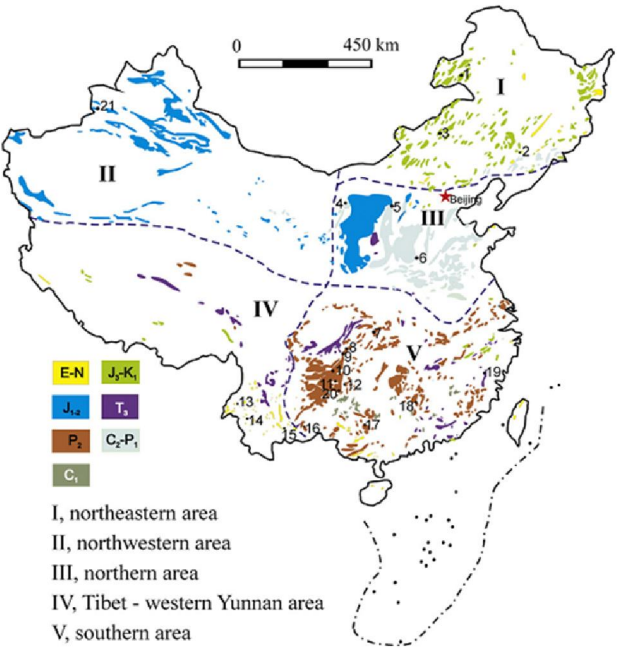 0 450 km
1
I
21
3
2
II
4
5
Beijing
III
6
IV
7
V
8
9
10
11
12
20
13
14
15
16
17
18
19
E-N J₃-K₁
J₁₋₂ T₃
P₂ C₂-P₁
C₁
I, northeastern area
II, northwestern area
III, northern area
IV, Tibet - western Yunnan area
V, southern area